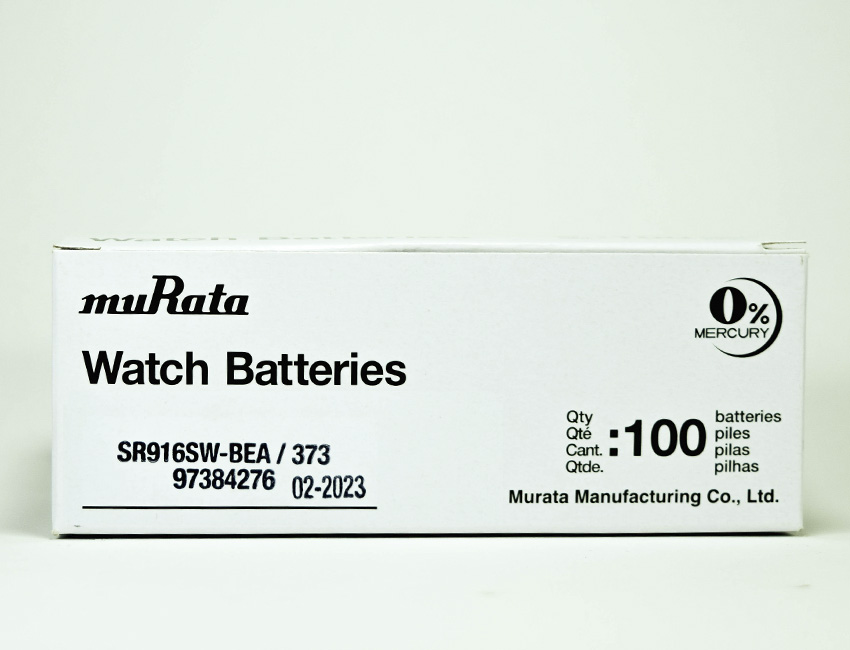 muRata
0%
MERCURY
Watch Batteries
SR916SW-BEA / 373
97384276 02-2023
Qty
Qté
Cant.
Qtde.
:100
batteries
piles
pilas
pilhas
Murata Manufacturing Co., Ltd.